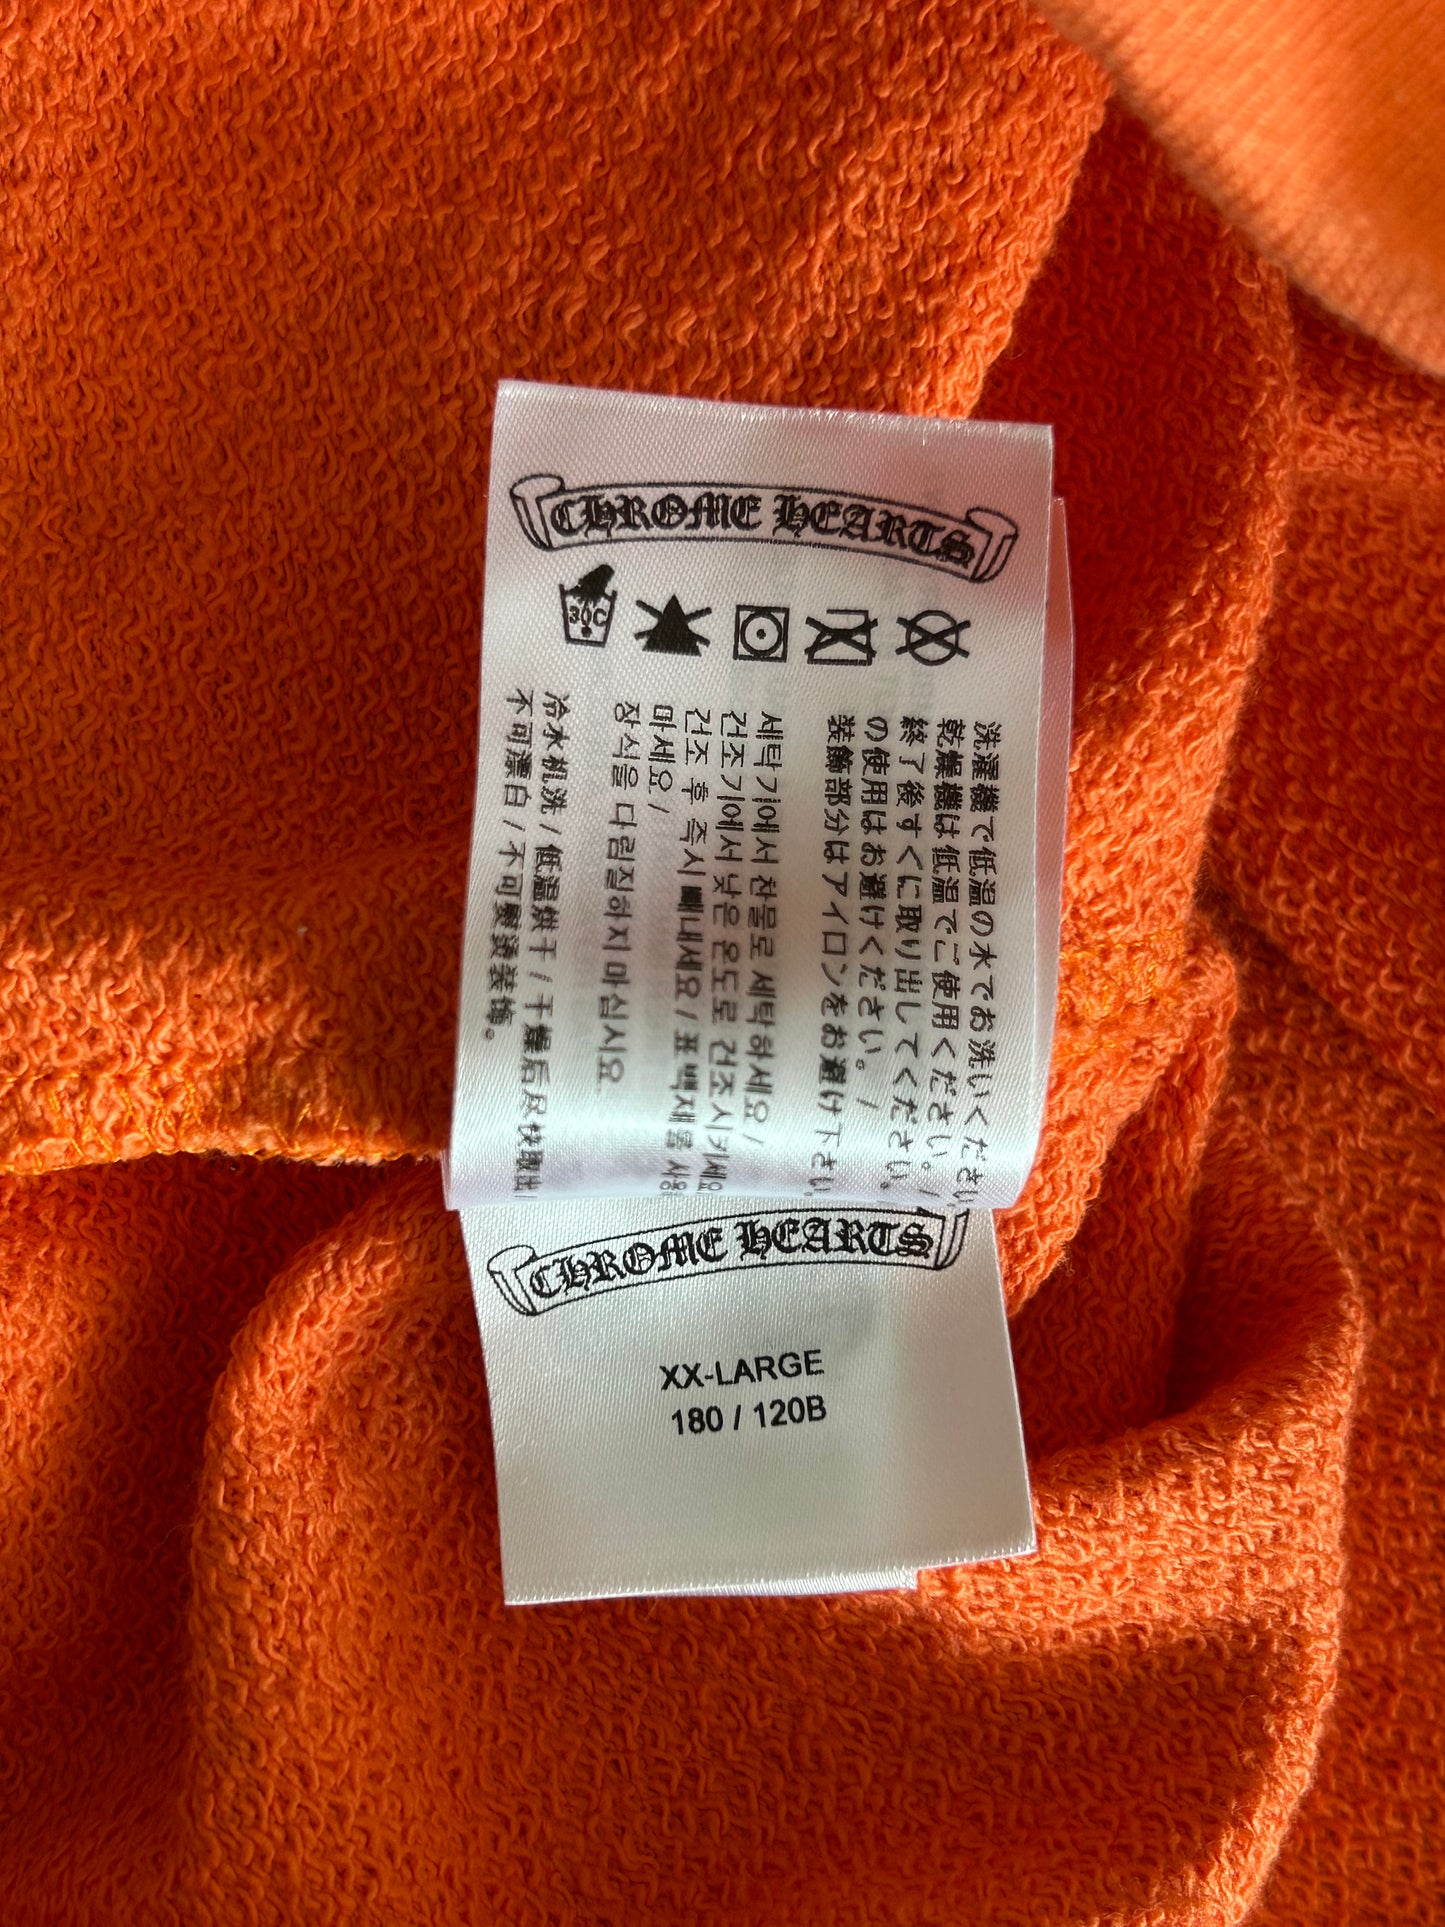 CHROME HEARTS
30C
洗濯機で低温の水でお洗いください
乾燥機は低温でご使用ください。/
終了後すぐに取り出してください。
の使用はお避けください。/
装飾部分はアイロンをお避け下さい。
세탁기에서 찬물로 세탁하세요 /
건조기에서 낮은 온도로 건조시키세요
건조 후 즉시 빼내세요 / 표백제를 사용
마세요 /
장식을 다림질하지 마십시요.
冷水机洗 / 低温烘干 / 干燥后尽快取出
不可漂白 / 不可熨烫装饰。
CHROME HEARTS
XX-LARGE
180 / 120B